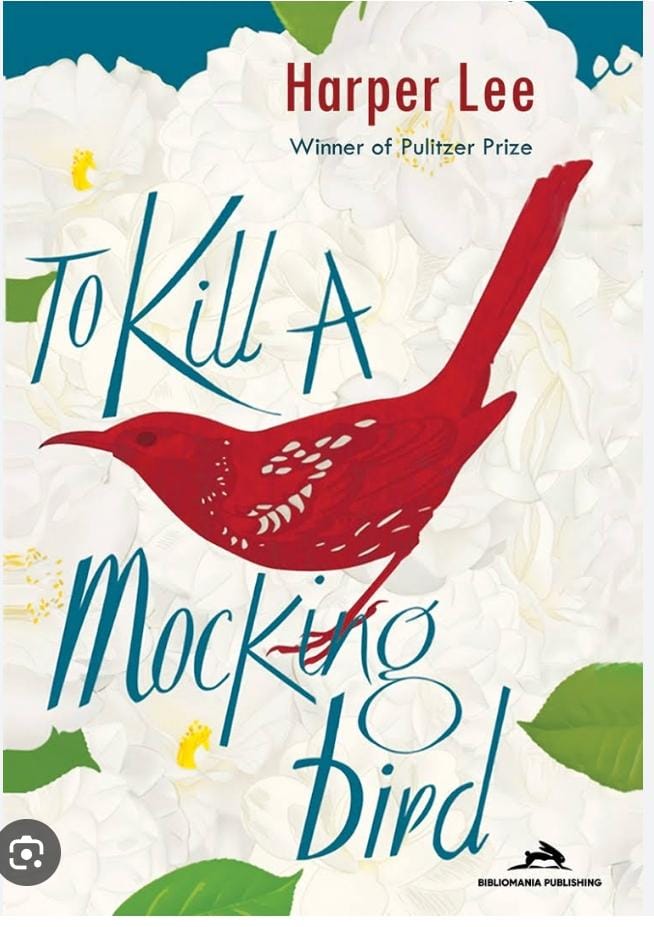 Harper Lee
Winner of Pulitzer Prize
To Kill A
Mocking
bird
BIBLIOMANIA PUBLISHING